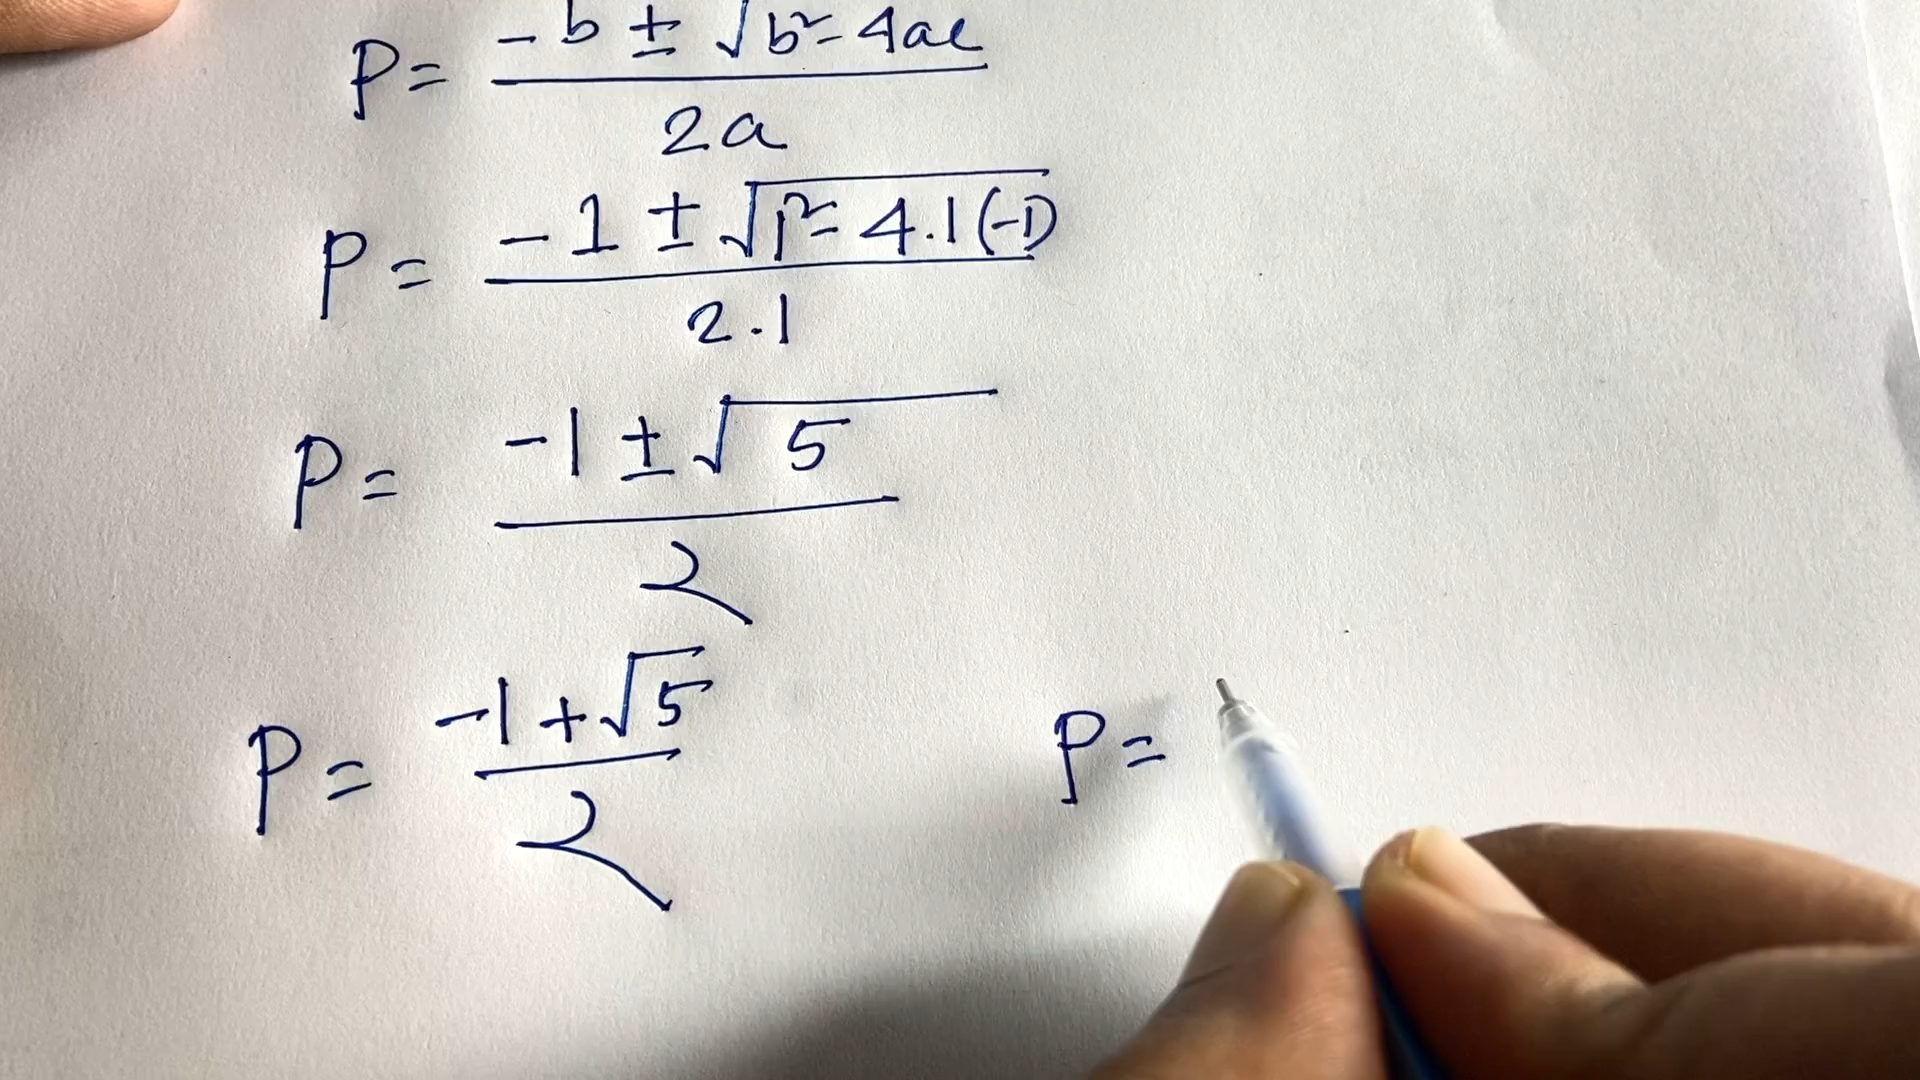 P = (-b ± √b² - 4ac) / 2a
P = (-1 ± √1² - 4.1(-1)) / 2.1
P = (-1 ± √5) / 2
P = (-1 + √5) / 2    P =